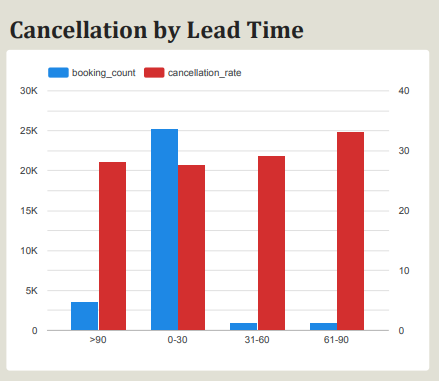 Cancellation by Lead Time
booking_count cancellation_rate
30K 40
25K
30
20K
15K 20
10K
10
5K
0 0
>90 0-30 31-60 61-90